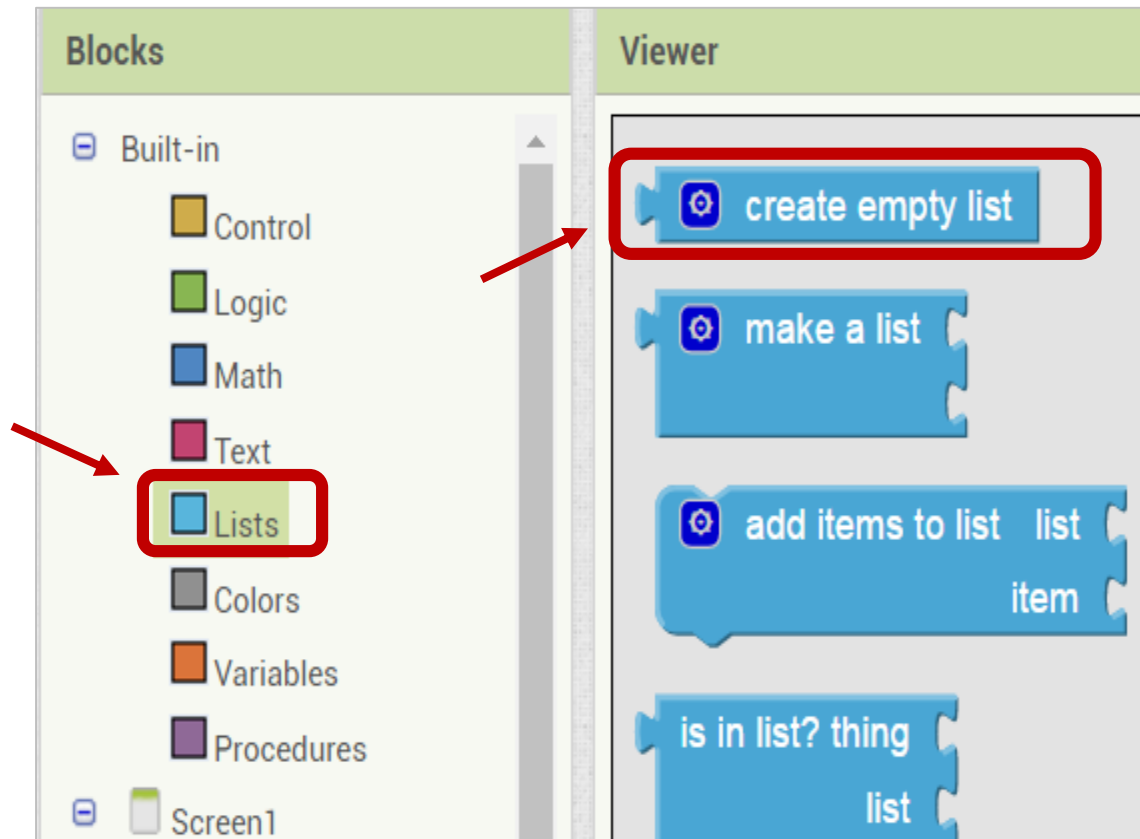 Blocks
Built-in
Control
Logic
Math
Text
Lists
Colors
Variables
Procedures
Screen1
Viewer
create empty list
make a list
add items to list list
item
is in list? thing
list